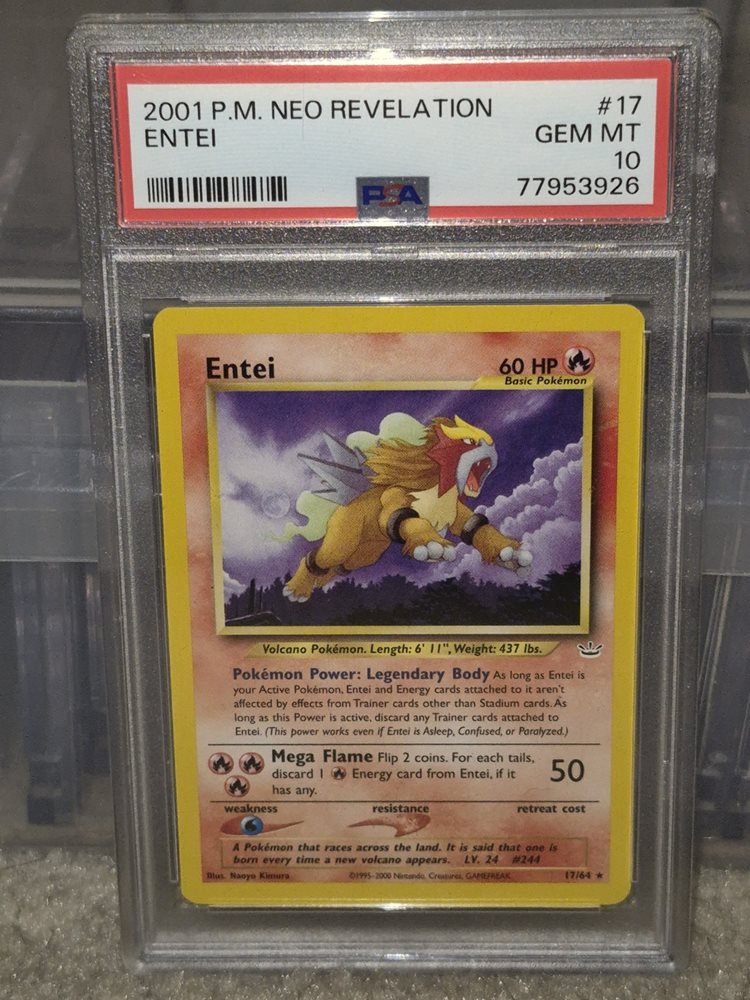 2001 P.M. NEO REVELATION #17
ENTEI GEM MT
10
PSA 77953926
Entei 60 HP
Basic Pokémon
Volcano Pokémon. Length: 6' 11", Weight: 437 lbs.
Pokémon Power: Legendary Body As long as Entei is
your Active Pokémon, Entei and Energy cards attached to it aren't
affected by effects from Trainer cards other than Stadium cards. As
long as this Power is active, discard any Trainer cards attached to
Entei. (This power works even if Entei is Asleep, Confused, or Paralyzed.)
Mega Flame Flip 2 coins. For each tails,
discard 1 Energy card from Entei, if it 50
has any.
weakness resistance retreat cost
A Pokémon that races across the land. It is said that one is
born every time a new volcano appears. LV. 24 #244
Illus. Naoyo Kimura ©1995-2000 Nintendo, Creatures, GAMEFREAK. 17/64 ★